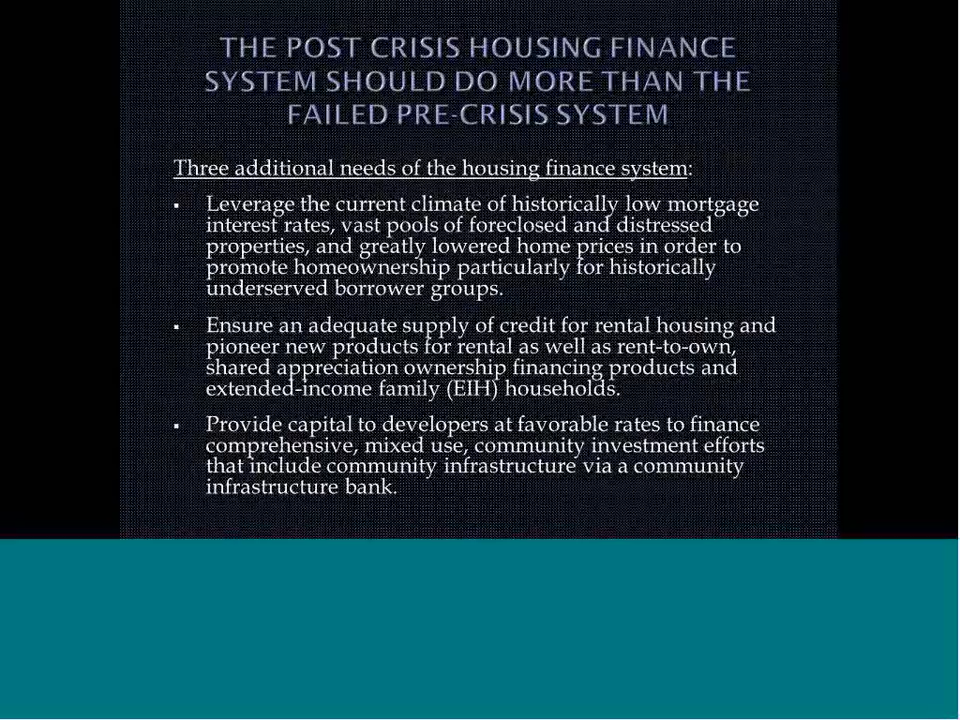 THE POST CRISIS HOUSING FINANCE
SYSTEM SHOULD DO MORE THAN THE
FAILED PRE-CRISIS SYSTEM
Three additional needs of the housing finance system:
▪ Leverage the current climate of historically low mortgage
interest rates, vast pools of foreclosed and distressed
properties, and greatly lowered home prices in order to
promote homeownership particularly for historically
underserved borrower groups.
▪ Ensure an adequate supply of credit for rental housing and
pioneer new products for rental as well as rent-to-own,
shared appreciation ownership financing products and
extended-income family (EIH) households.
▪ Provide capital to developers at favorable rates to finance
comprehensive, mixed use, community investment efforts
that include community infrastructure via a community
infrastructure bank.